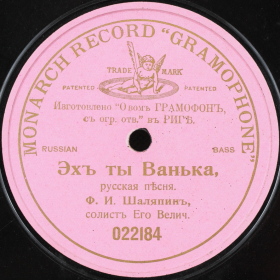 MONARCH RECORD "GRAMOPHONE"
TRADE MARK
PATENTED PATENTED
Изготовлено "О-вомъ ГРАМОФОНЪ,
съ огр. отв." въ РИГѢ.
RUSSIAN BASS
Эхъ ты Ванька,
русская пѣсня.
Ф. И. Шаляпинъ,
солистъ Его Велич.
022184